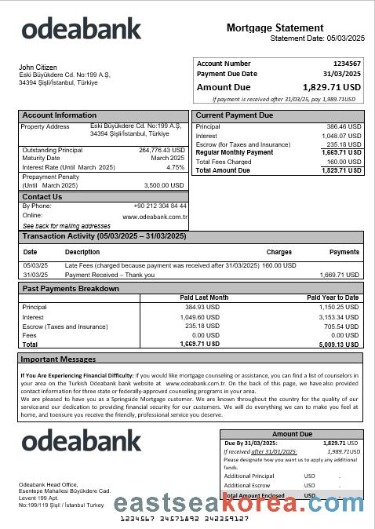 odeabank
Mortgage Statement
Statement Date: 05/03/2025
John Citizen
Eski Büyükdere Cd. No:199 A.Ş,
34394 Şişli/İstanbul, Türkiye
Account Number 1234567
Payment Due Date 31/03/2025
Amount Due 1,829.71 USD
If payment is received after 31/03/25, pay 1,989.71USD
Account Information
Property Address Eski Büyükdere Cd. No:199 A.Ş,
34394 Şişli/İstanbul, Türkiye
Outstanding Principal 264,776.43 USD
Maturity Date March 2025
Interest Rate (Until March 2025) 4.75%
Prepayment Penalty
(Until March 2025) 3,500.00 USD
Contact Us
By Phone: +90 212 304 84 44
Online: www.odeabank.com.tr
See back for mailing addresses
Current Payment Due
Principal 386.46 USD
Interest 1,048.07 USD
Escrow (for Taxes and Insurance) 235.18 USD
Regular Monthly Payment 1,669.71 USD
Total Fees Charged 160.00 USD
Total Amount Due 1,829.71 USD
Transaction Activity (05/03/2025 – 31/03/2025)
Date Description Charges Payments
05/03/25 Late Fees (charged because payment was received after 31/03/2025) 160.00 USD
31/03/25 Payment Received – Thank you 1,669.71 USD
Past Payments Breakdown
Paid Last Month Paid Year to Date
Principal 384.93 USD 1,150.25 USD
Interest 1,049.60 USD 3,153.34 USD
Escrow (Taxes and Insurance) 235.18 USD 705.54 USD
Fees 0.00 USD 0.00 USD
Total 1,669.71 USD 5,009.13 USD
Important Messages
If You Are Experiencing Financial Difficulty: if you would like mortgage counseling or assistance, you can find a list of counselors in
your area on the Turkish Odeabank bank website at www.odeabank.com.tr. On the back of this page, we have also provided
contact information for three state or federally-approved counseling programs in your area.
We are pleased to have you as a Springside Mortgage customer. We are known throughout the country for the quality of our
service and our dedication to providing financial security for our customers. We will do everything we can to make you feel at
home, and to ensure you receive the friendly, professional service you deserve.
odeabank
Odeabank Head Office,
Esentepe Mahallesi Büyükdere Cad.
Levent 199 Apt.
No:199/119 Şişli / İstanbul Turkey
Amount Due
Due By 31/03/2025: 1,829.71 USD
If received after 31/03/2025: 1,989.71USD
Please designate how you want us to apply any additional
funds.
Additional Principal USD
Additional Escrow USD
Total Amount Enclosed USD
eastseakorea.com
1234567 34571892 342359127